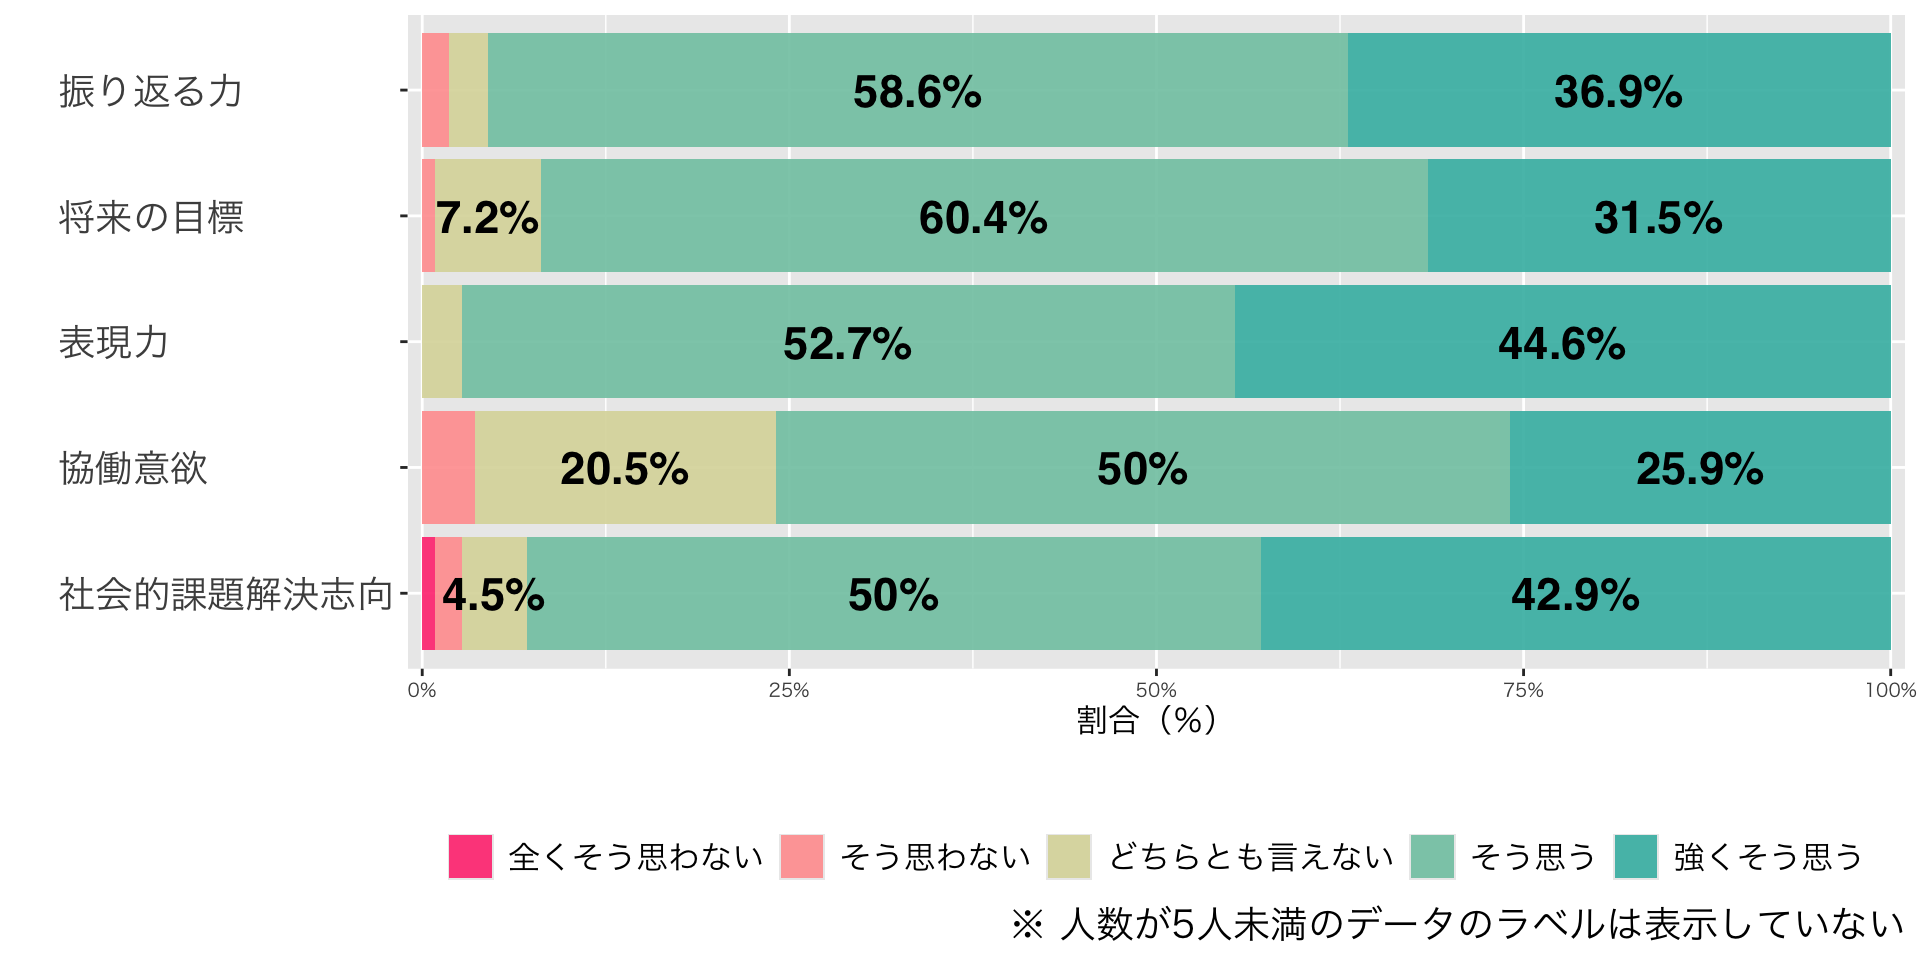 振り返る力 58.6% 36.9%
将来の目標 7.2% 60.4% 31.5%
表現力 52.7% 44.6%
協働意欲 20.5% 50% 25.9%
社会的課題解決志向 4.5% 50% 42.9%
0% 25% 50% 75% 100%
割合（%）
全くそう思わない そう思わない どちらとも言えない そう思う 強くそう思う
※ 人数が5人未満のデータのラベルは表示していない